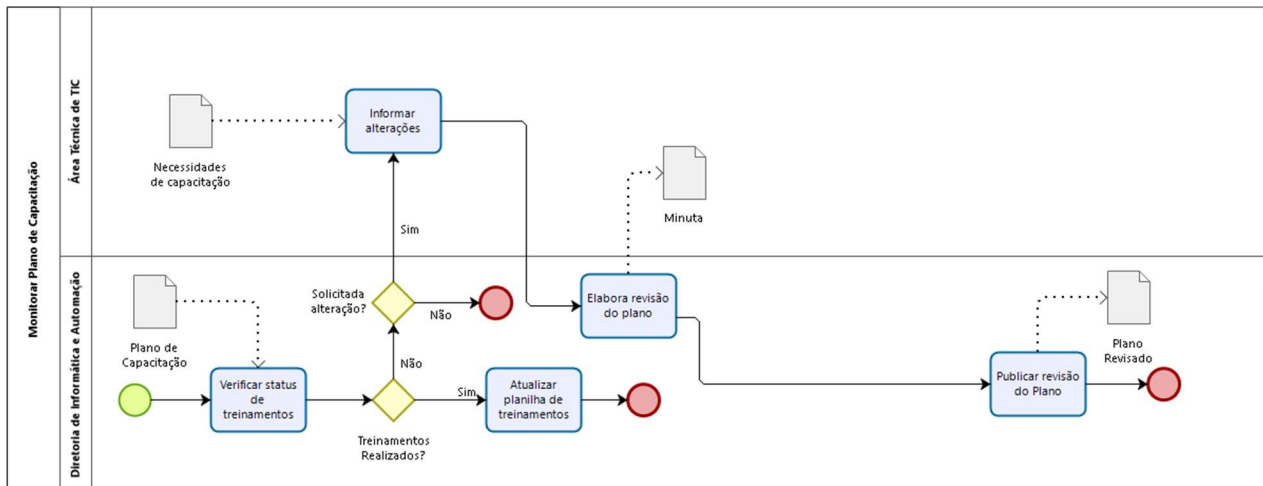 Monitorar Plano de Capacitação
Área Técnica de TIC
Informar
alterações
Necessidades
de capacitação
Minuta
Sim
Diretoria de Informática e Automação
Plano de
Capacitação
Solicitada
alteração?
Não
Elabora revisão
do plano
Plano
Revisado
Não
Verificar status
de
treinamentos
Sim
Atualizar
planilha de
treinamentos
Publicar revisão
do Plano
Treinamentos
Realizados?